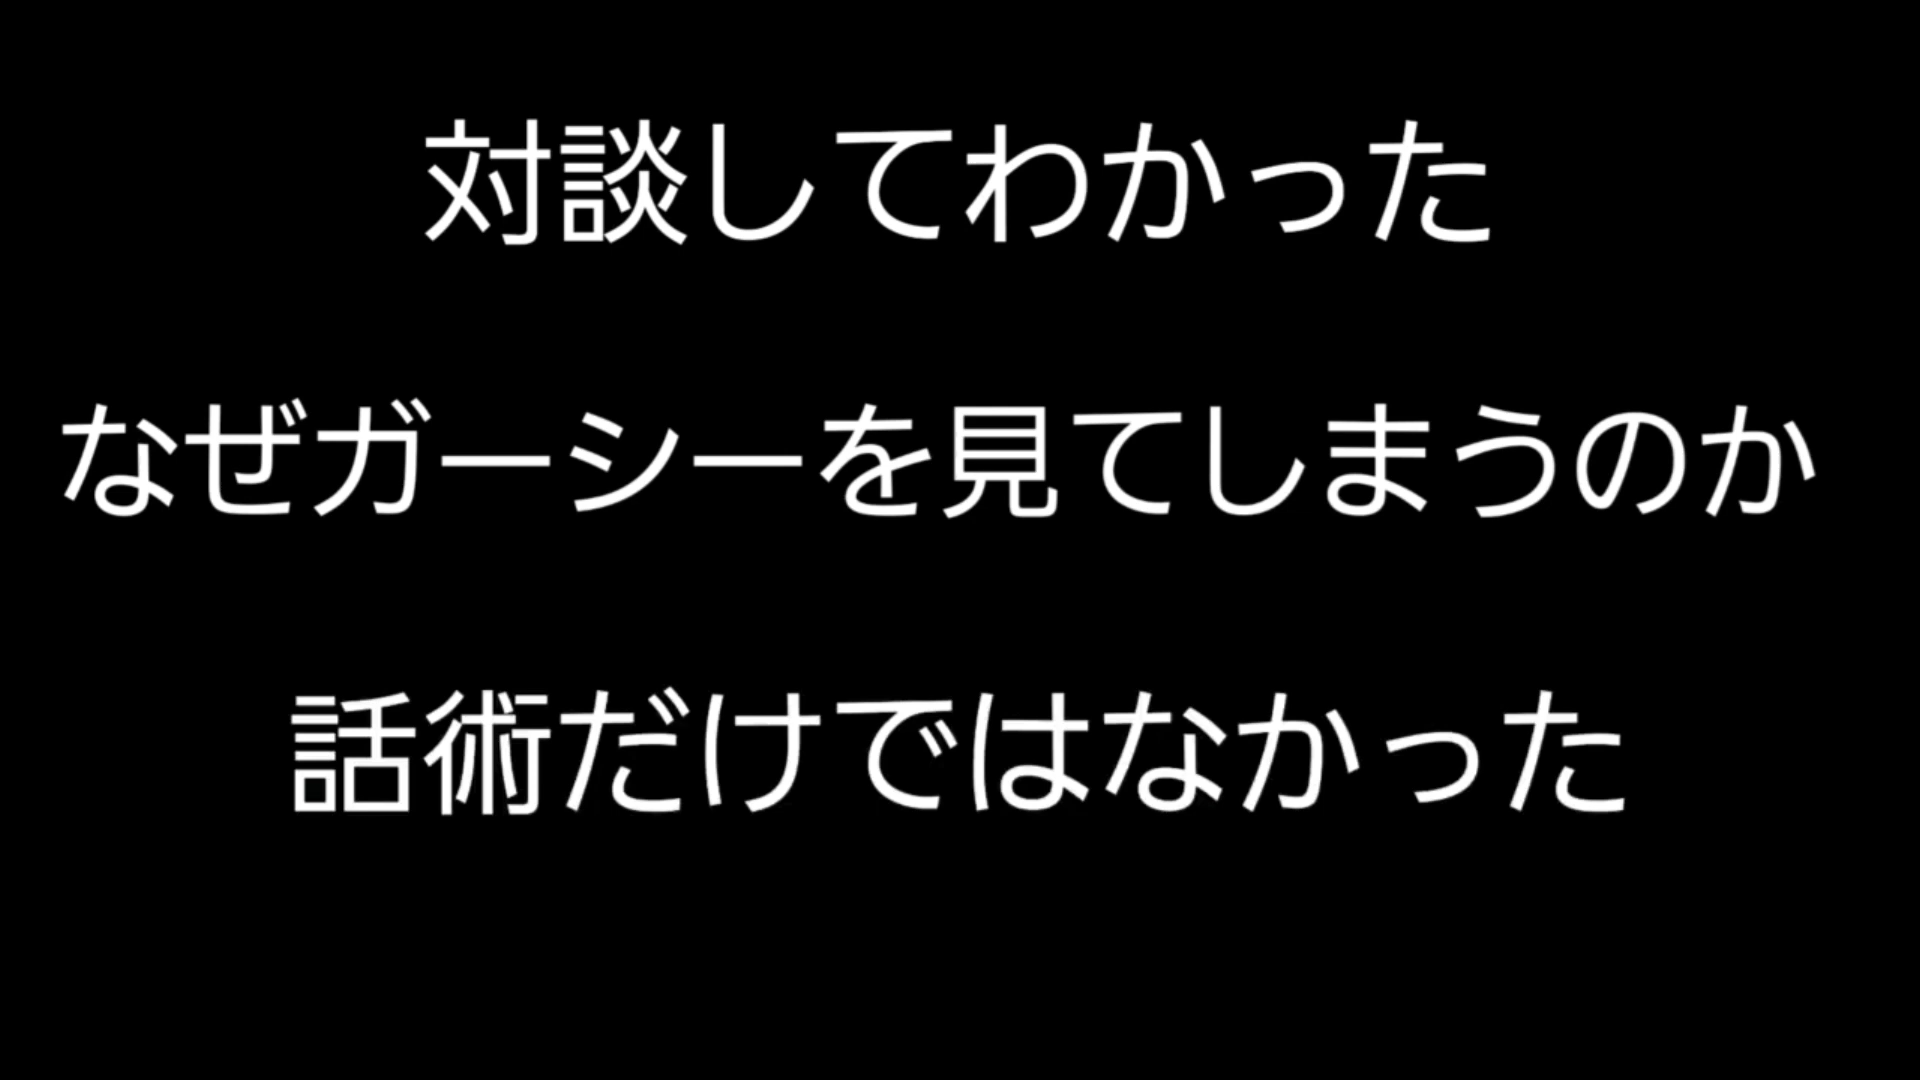 対談してわかった
なぜガーシーを見てしまうのか
話術だけではなかった